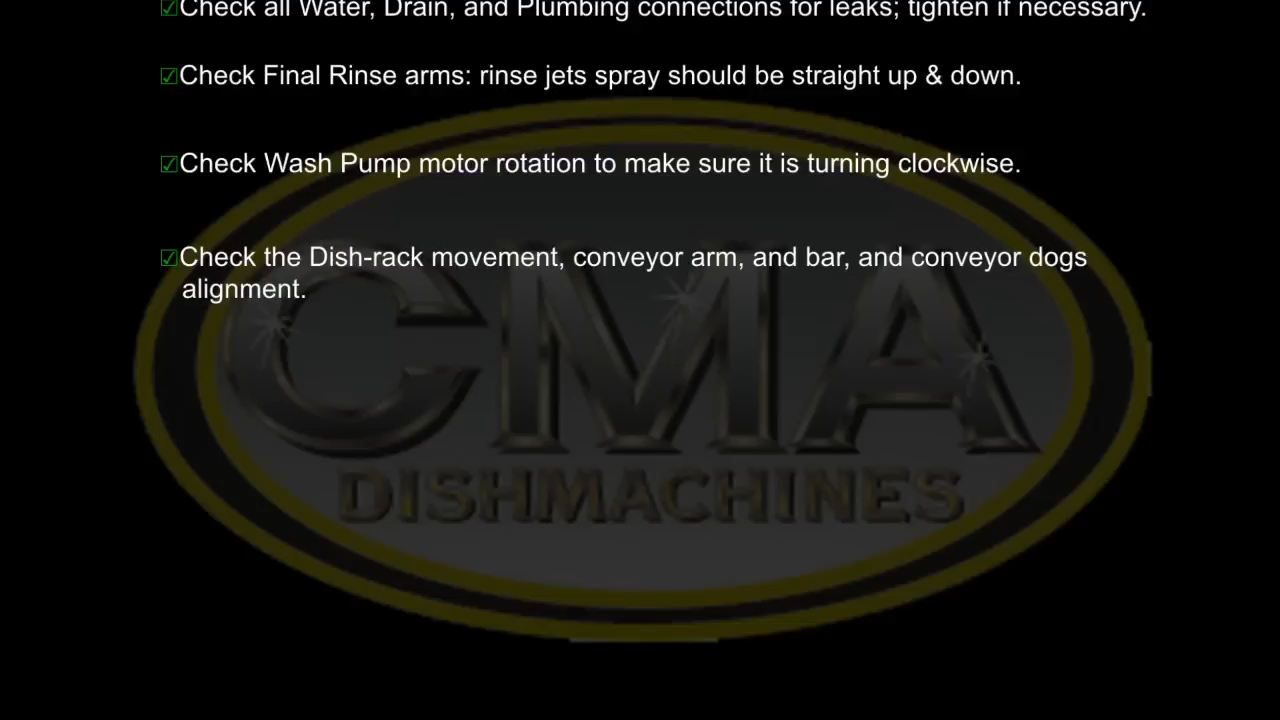 ☑Check all Water, Drain, and Plumbing connections for leaks; tighten if necessary.
☑Check Final Rinse arms: rinse jets spray should be straight up & down.
☑Check Wash Pump motor rotation to make sure it is turning clockwise.
☑Check the Dish-rack movement, conveyor arm, and bar, and conveyor dogs
alignment.
CMA
DISHMACHINES